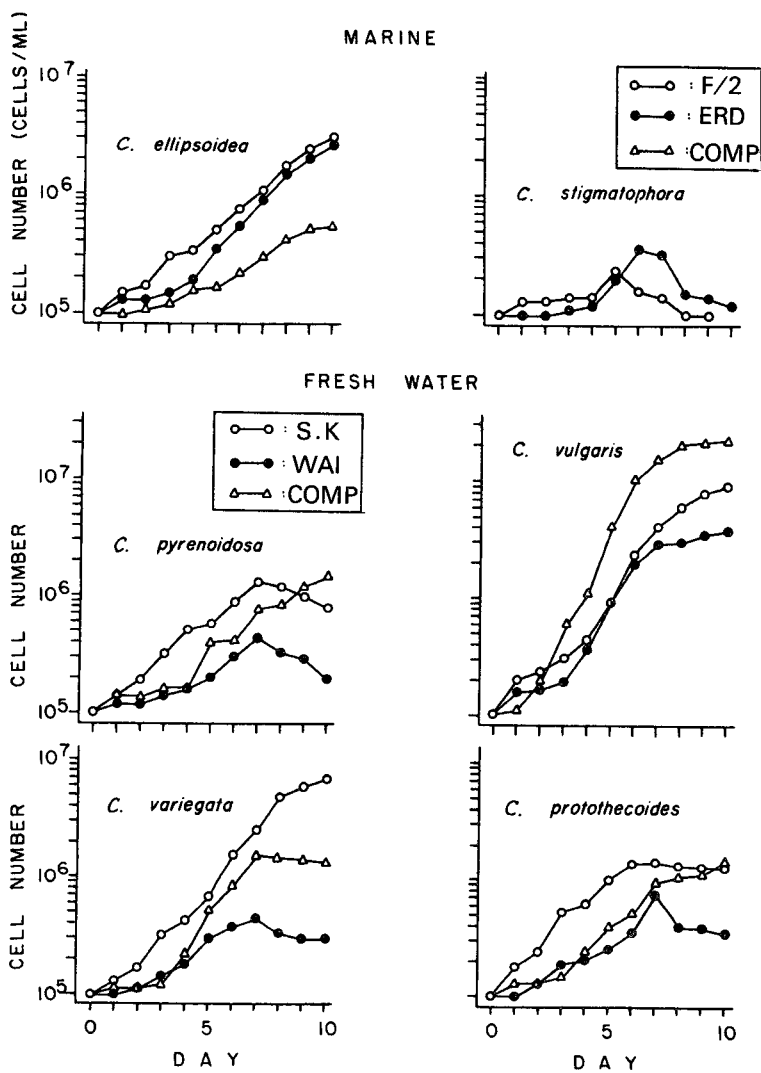 MARINE
CELL NUMBER (CELLS/ML)
10⁷
10⁶
10⁵
C. ellipsoidea
: F/2
: ERD
: COMP
C. stigmatophora
FRESH WATER
CELL NUMBER
10⁷
10⁶
10⁵
: S.K
: WAI
: COMP
C. pyrenoidosa
C. vulgaris
CELL NUMBER
10⁷
10⁶
10⁵
C. variegata
0 5 10
DAY
C. protothecoides
0 5 10
DAY